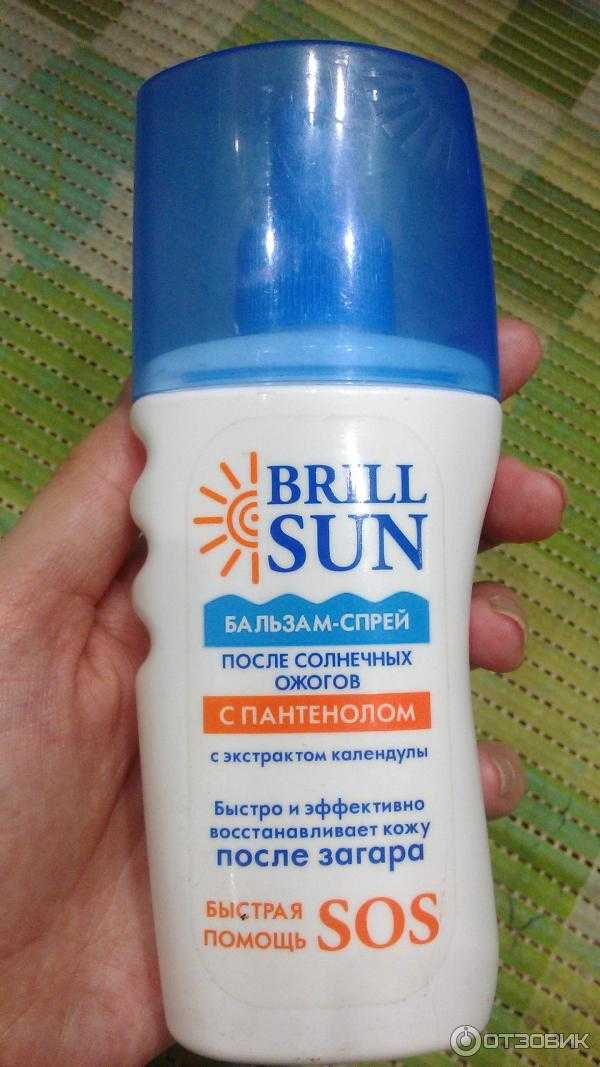 BRILL
SUN
БАЛЬЗАМ-СПРЕЙ
ПОСЛЕ СОЛНЕЧНЫХ
ОЖОГОВ
С ПАНТЕНОЛОМ
с экстрактом календулы
Быстро и эффективно
восстанавливает кожу
после загара
БЫСТРАЯ
ПОМОЩЬ SOS
ОТЗОВИК